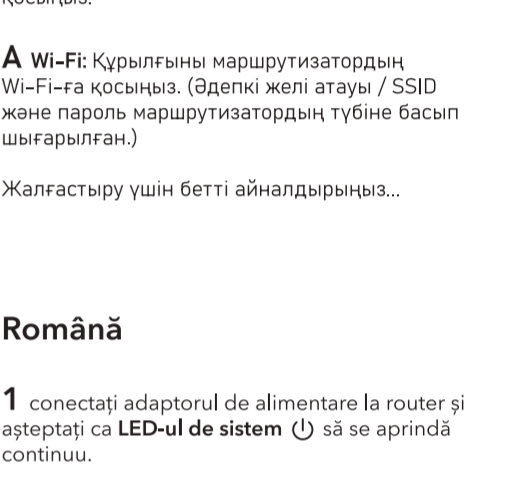 A Wi-Fi: Құрылғыны маршрутизатордың
Wi-Fi-ға қосыңыз. (Әдепкі желі атауы / SSID
және пароль маршрутизатордың түбіне басып
шығарылған.)
Жалғастыру үшін бетті айналдырыңыз...
Română
1 conectați adaptorul de alimentare la router și
așteptați ca LED-ul de sistem să se aprindă
continuu.